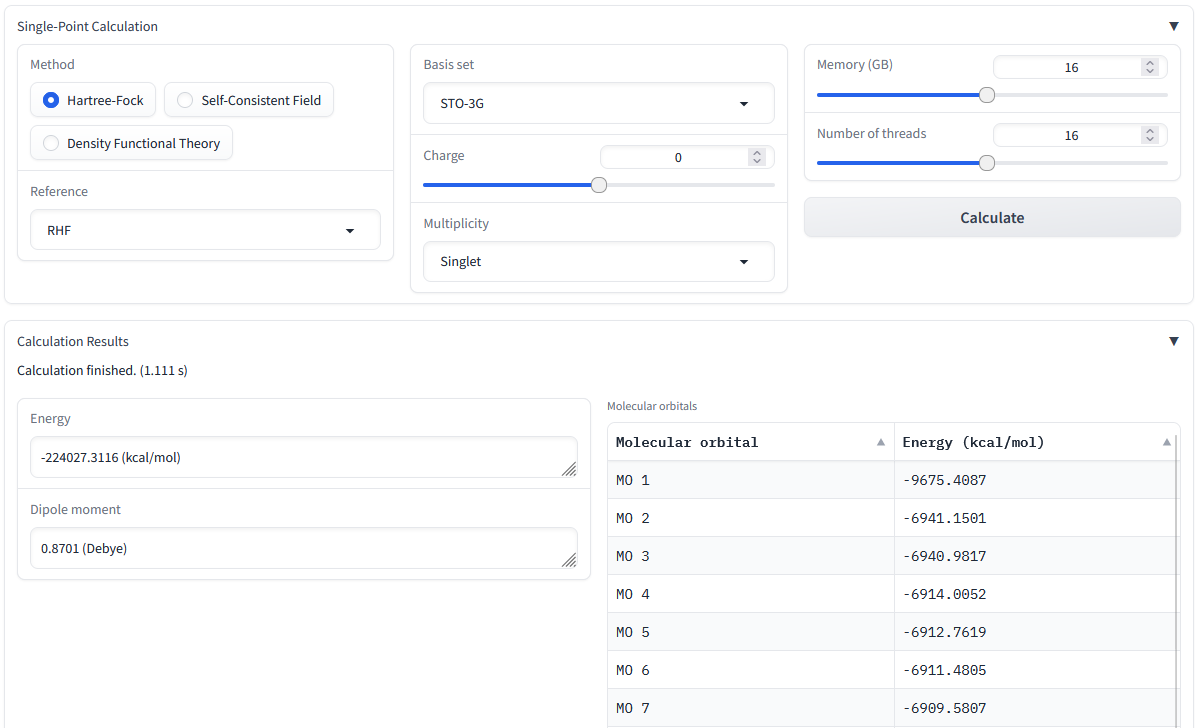 Single-Point Calculation
▼
Method
Hartree-Fock
Self-Consistent Field
Density Functional Theory
Reference
RHF
Basis set
STO-3G
Charge
0
Multiplicity
Singlet
Memory (GB)
16
Number of threads
16
Calculate
Calculation Results
▼
Calculation finished. (1.111 s)
Energy
-224027.3116 (kcal/mol)
Dipole moment
0.8701 (Debye)
Molecular orbitals
Molecular orbital ▲ Energy (kcal/mol) ▲
MO 1 -9675.4087
MO 2 -6941.1501
MO 3 -6940.9817
MO 4 -6914.0052
MO 5 -6912.7619
MO 6 -6911.4805
MO 7 -6909.5807